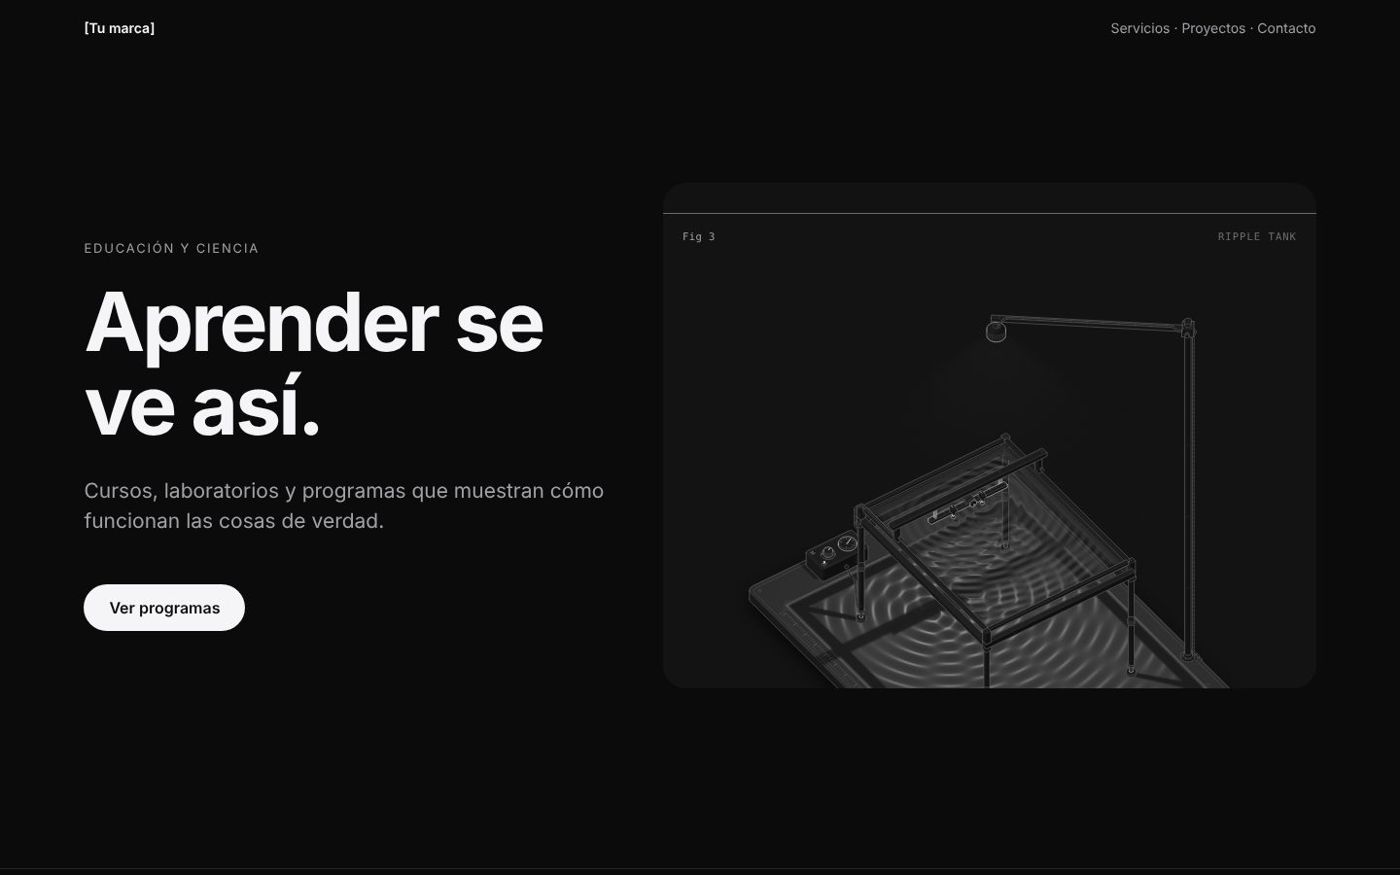 [Tu marca]
Servicios · Proyectos · Contacto
EDUCACIÓN Y CIENCIA
Aprender se
ve así.
Cursos, laboratorios y programas que muestran cómo
funcionan las cosas de verdad.
Ver programas
Fig 3
RIPPLE TANK